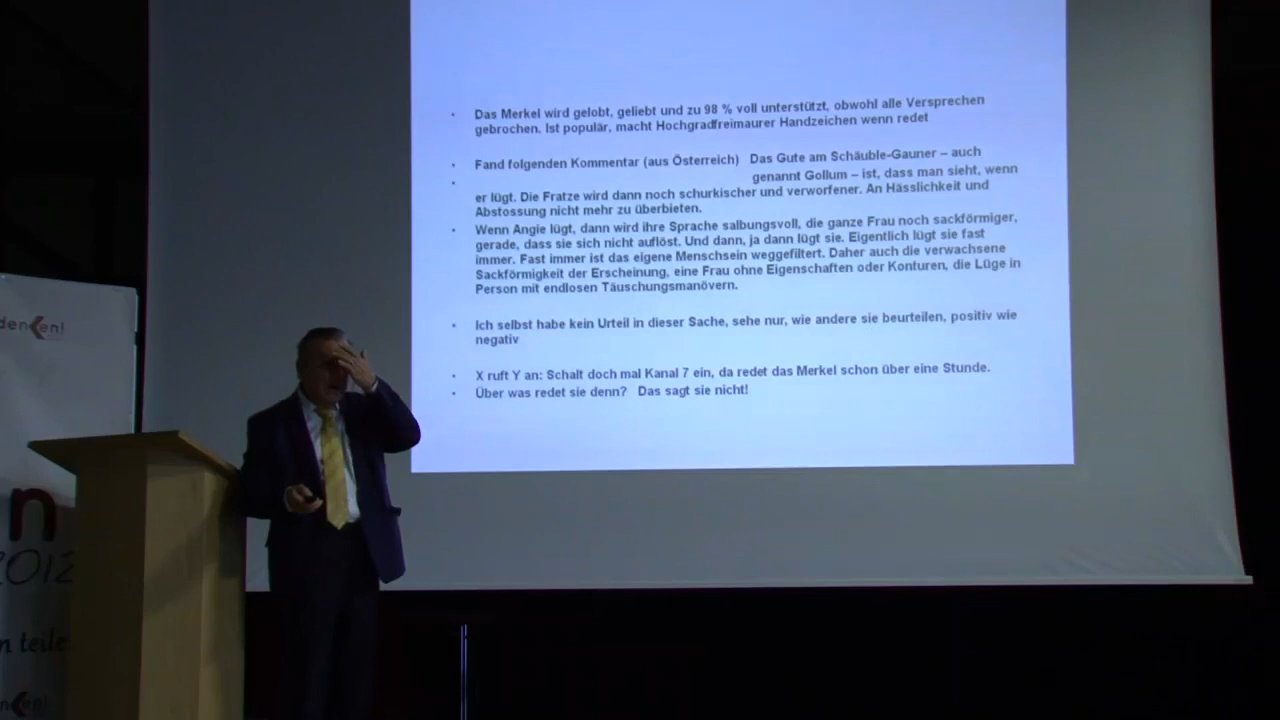 Das Merkel wird gelobt, geliebt und zu 98 % voll unterstützt, obwohl alle Versprechen
gebrochen. Ist populär, macht Hochgradfreimaurer Handzeichen wenn redet
Fand folgenden Kommentar (aus Österreich) Das Gute am Schäuble-Gauner – auch
genannt Gollum – ist, dass man sieht, wenn
er lügt. Die Fratze wird dann noch schurkischer und verworfener. An Hässlichkeit und
Abstossung nicht mehr zu überbieten.
Wenn Angie lügt, dann wird ihre Sprache salbungsvoll, die ganze Frau noch sackförmiger,
gerade, dass sie sich nicht auflöst. Und dann, ja dann lügt sie. Eigentlich lügt sie fast
immer. Fast immer ist das eigene Menschsein weggefiltert. Daher auch die verwachsene
Sackförmigkeit der Erscheinung, eine Frau ohne Eigenschaften oder Konturen, die Lüge in
Person mit endlosen Täuschungsmanövern.
Ich selbst habe kein Urteil in dieser Sache, sehe nur, wie andere sie beurteilen, positiv wie
negativ
X ruft Y an: Schalt doch mal Kanal 7 ein, da redet das Merkel schon über eine Stunde.
Über was redet sie denn? Das sagt sie nicht!
den<en!
n
2012
n teile
n<en!